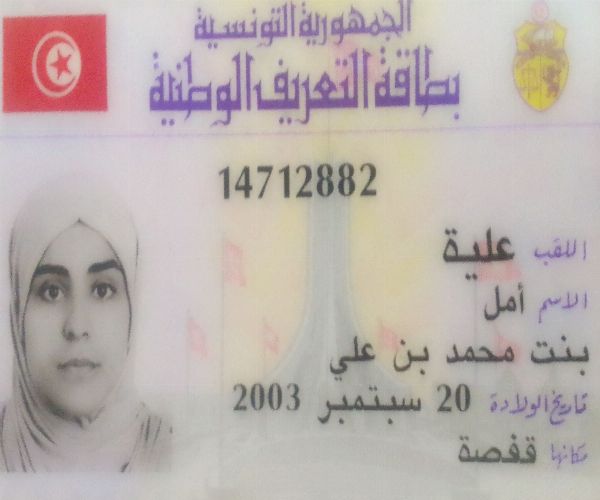 الجمهورية التونسية
بطاقة التعريف الوطنية
14712882
اللقب علية
الاسم أمل
بنت محمد بن علي
تاريخ الولادة 20 سبتمبر 2003
مكانها قفصة